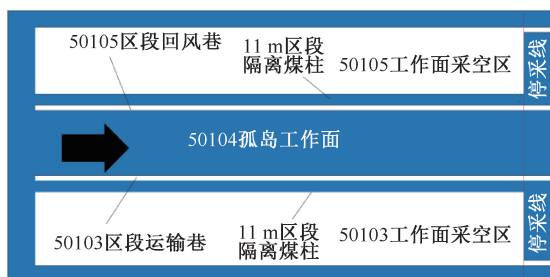 50105区段回风巷
11 m区段
隔离煤柱
50105工作面采空区
停采线
50104孤岛工作面
50103区段运输巷
11 m区段
隔离煤柱
50103工作面采空区
停采线